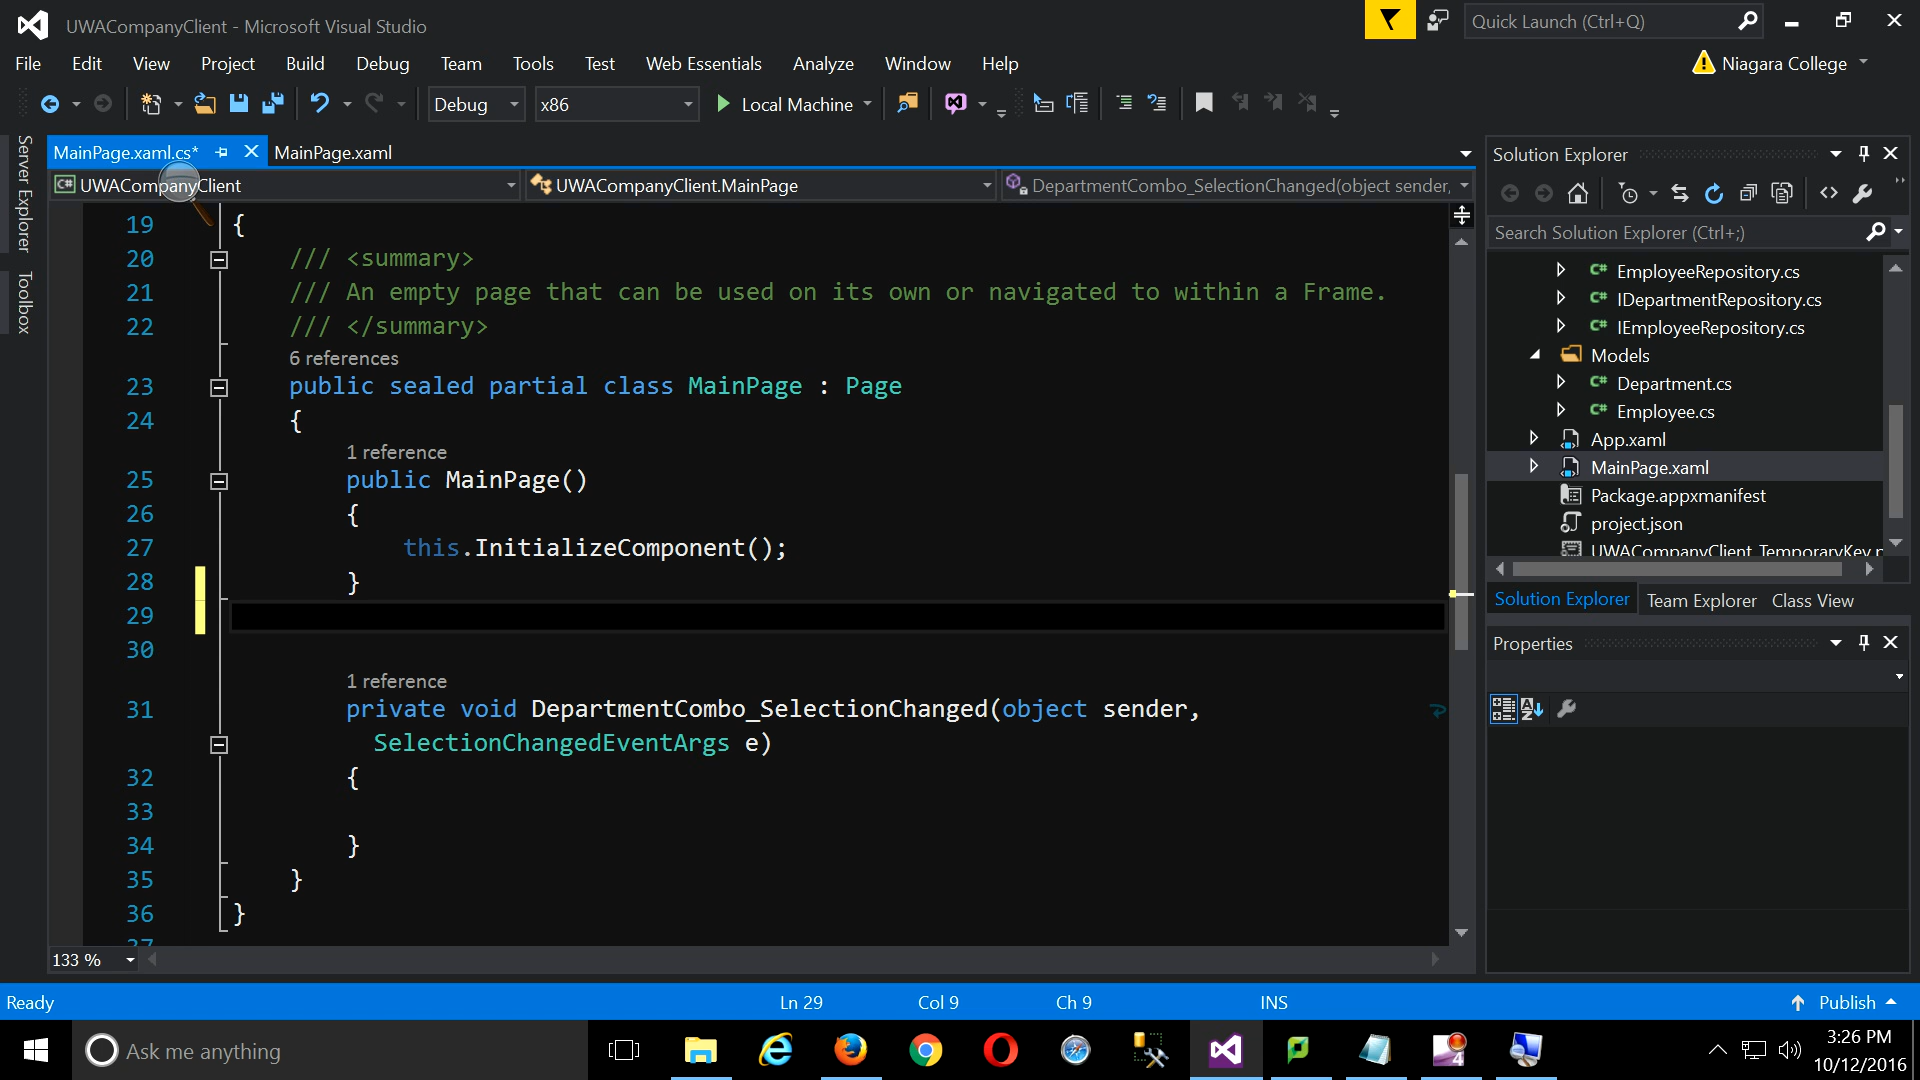 UWACompanyClient - Microsoft Visual Studio
Quick Launch (Ctrl+Q)
File Edit View Project Build Debug Team Tools Test Web Essentials Analyze Window Help
Niagara College
Debug x86 Local Machine
Server Explorer
Toolbox
MainPage.xaml.cs* MainPage.xaml
C# UWACompanyClient UWACompanyClient.MainPage DepartmentCombo_SelectionChanged(object sender,
19 {
20 /// <summary>
21 /// An empty page that can be used on its own or navigated to within a Frame.
22 /// </summary>
6 references
23 public sealed partial class MainPage : Page
24 {
1 reference
25 public MainPage()
26 {
27 this.InitializeComponent();
28 }
29
30
1 reference
31 private void DepartmentCombo_SelectionChanged(object sender,
SelectionChangedEventArgs e)
32 {
33
34 }
35 }
36 }
37
133 %
Solution Explorer
Search Solution Explorer (Ctrl+;)
C# EmployeeRepository.cs
C# IDepartmentRepository.cs
C# IEmployeeRepository.cs
Models
C# Department.cs
C# Employee.cs
App.xaml
MainPage.xaml
Package.appxmanifest
project.json
UWACompanyClient_TemporaryKey.p
Solution Explorer Team Explorer Class View
Properties
Ready Ln 29 Col 9 Ch 9 INS Publish
Ask me anything
4
3:26 PM
10/12/2016